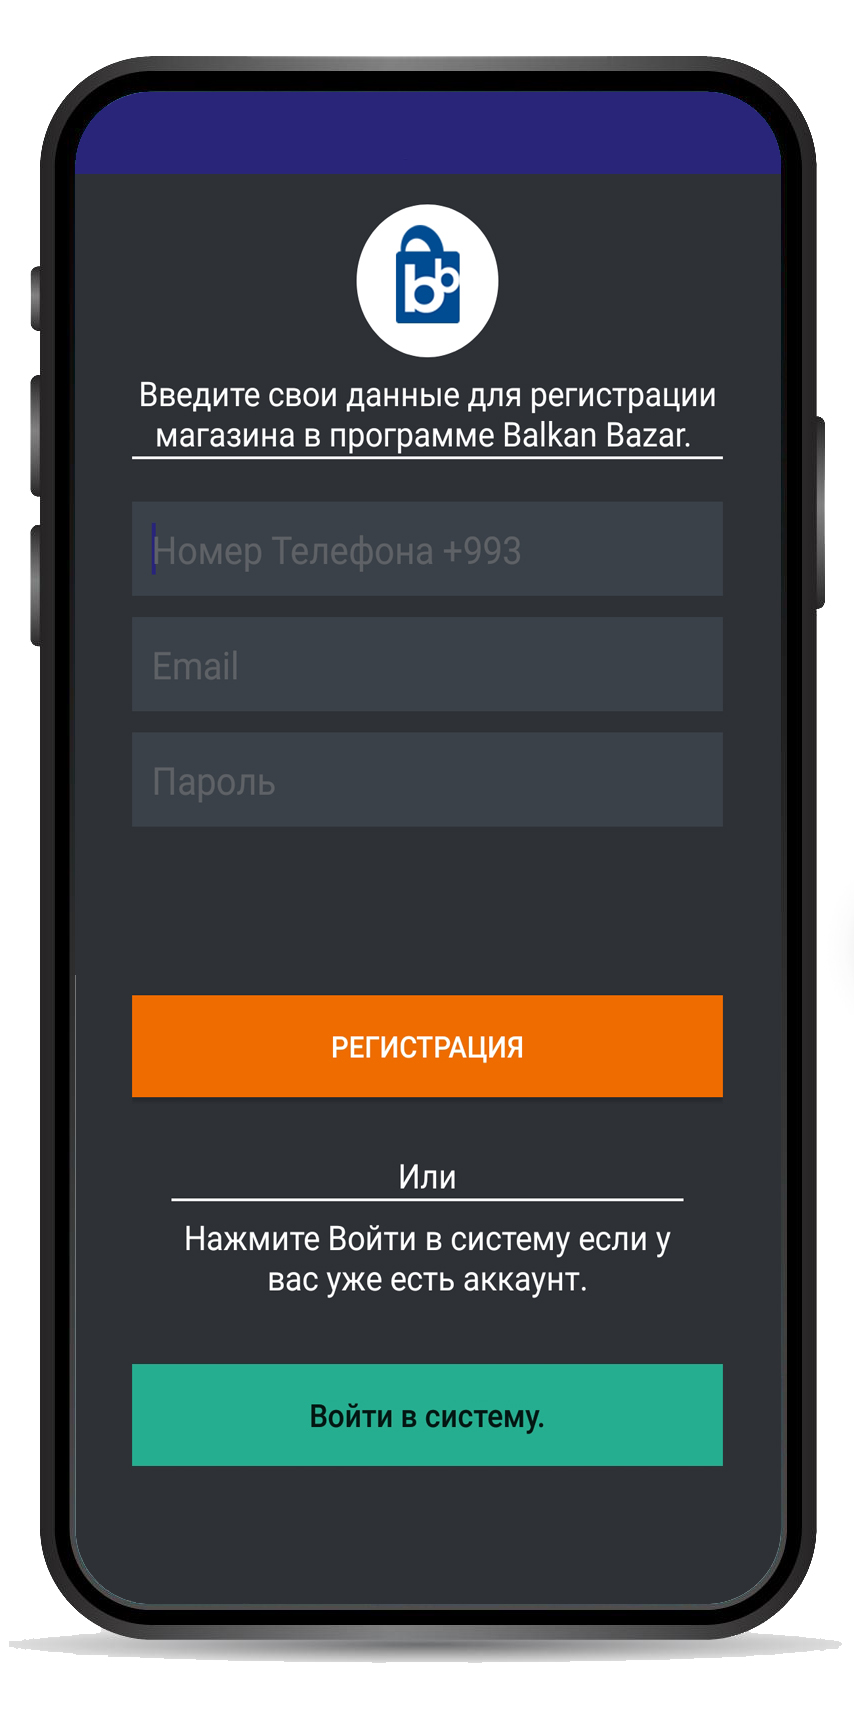 bb
Введите свои данные для регистрации
магазина в программе Balkan Bazar.
Номер Телефона +993
Email
Пароль
РЕГИСТРАЦИЯ
Или
Нажмите Войти в систему если у
вас уже есть аккаунт.
Войти в систему.